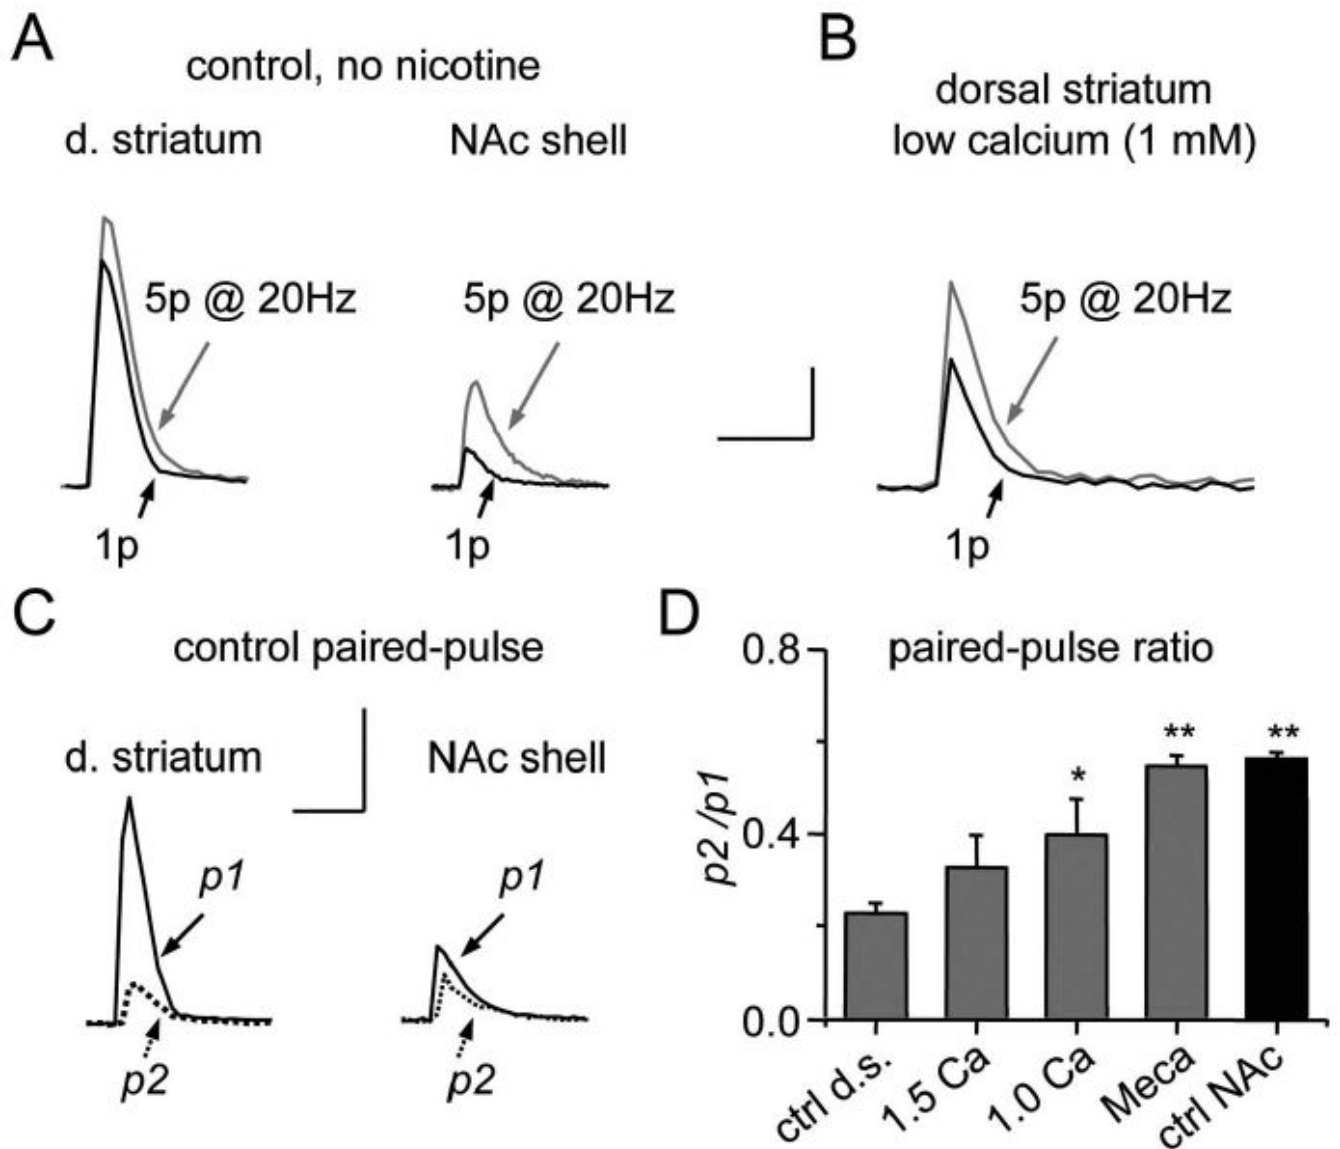 A
control, no nicotine
d. striatum
NAc shell
5p @ 20Hz
5p @ 20Hz
1p
1p
B
dorsal striatum
low calcium (1 mM)
5p @ 20Hz
1p
C
control paired-pulse
d. striatum
NAc shell
p1
p1
p2
p2
D
paired-pulse ratio
0.8
0.4
0.0
p2 /p1
*
**
**
ctrl d.s.
1.5 Ca
1.0 Ca
Meca
ctrl NAc